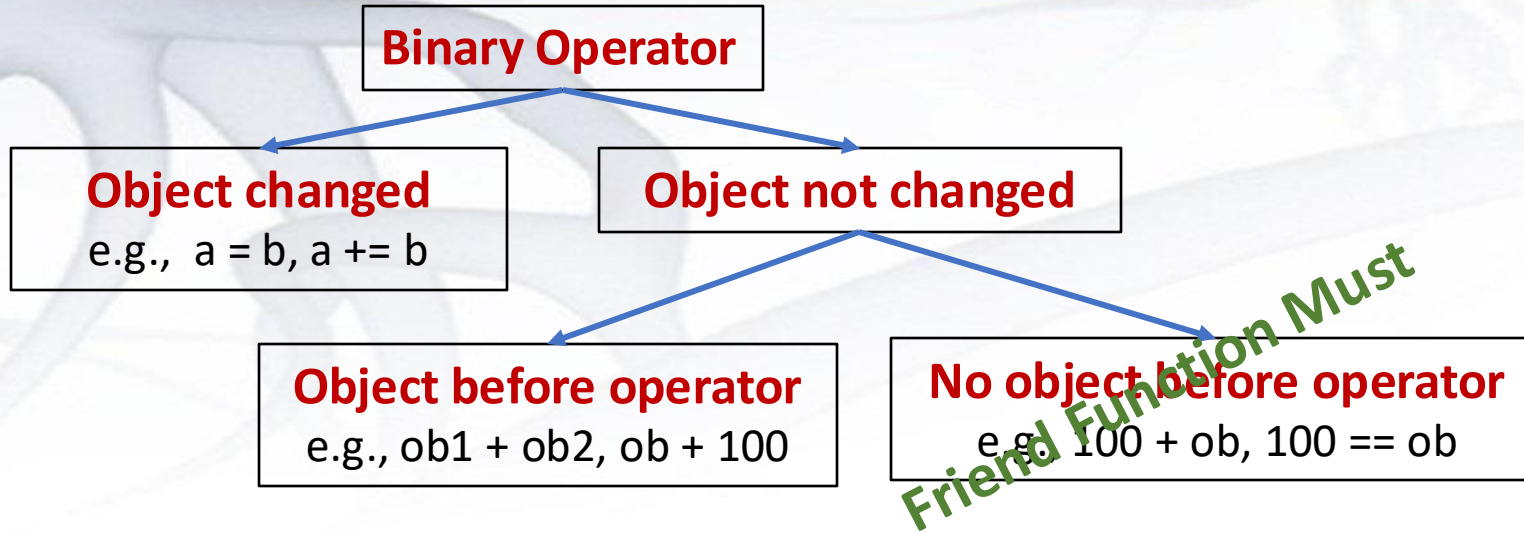 Binary Operator
Object changed
e.g., a = b, a += b
Object not changed
Object before operator
e.g., ob1 + ob2, ob + 100
No object before operator
e.g., 100 + ob, 100 == ob
Friend Function Must